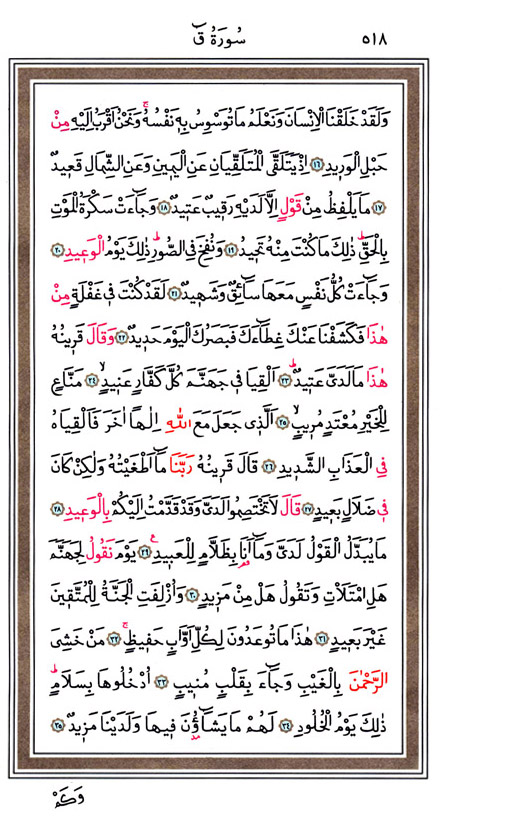 ٥١٨ سُورَةُ قٓ
وَلَقَدْ خَلَقْنَا الْاِنْسَانَ وَنَعْلَمُ مَا تُوَسْوِسُ بِه۪ نَفْسُهُۚ وَنَحْنُ اَقْرَبُ اِلَيْهِ مِنْ
حَبْلِ الْوَر۪يدِ ﴿١٦﴾ اِذْ يَتَلَقَّى الْمُتَلَقِّيَانِ عَنِ الْيَم۪ينِ وَعَنِ الشِّمَالِ قَع۪يدٌ
﴿١٧﴾ مَا يَلْفِظُ مِنْ قَوْلٍ اِلَّا لَدَيْهِ رَق۪يبٌ عَت۪يدٌ ﴿١٨﴾ وَجَٓاءَتْ سَكْرَةُ الْمَوْتِ
بِالْحَقِّۜ ذٰلِكَ مَا كُنْتَ مِنْهُ تَح۪يدُ ﴿١٩﴾ وَنُفِخَ فِي الصُّورِۜ ذٰلِكَ يَوْمُ الْوَع۪يدِ ﴿٢٠﴾
وَجَٓاءَتْ كُلُّ نَفْسٍ مَعَهَا سَٓائِقٌ وَشَه۪يدٌ ﴿٢١﴾ لَقَدْ كُنْتَ ف۪ي غَفْلَةٍ مِنْ
هٰذَا فَكَشَفْنَا عَنْكَ غِطَٓاءَكَ فَبَصَرُكَ الْيَوْمَ حَد۪يدٌ ﴿٢٢﴾ وَقَالَ قَر۪ينُهُ
هٰذَا مَا لَدَيَّ عَت۪يدٌۜ ﴿٢٣﴾ اَلْقِيَا ف۪ي جَهَنَّمَ كُلَّ كَفَّارٍ عَن۪يدٍۙ ﴿٢٤﴾ مَنَّاعٍ
لِلْخَيْرِ مُعْتَدٍ مُر۪يبٍۙ ﴿٢٥﴾ اَلَّذ۪ي جَعَلَ مَعَ اللّٰهِ اِلٰهًا اٰخَرَ فَاَلْقِيَاهُ
فِي الْعَذَابِ الشَّد۪يدِ ﴿٢٦﴾ قَالَ قَر۪ينُهُ رَبَّنَا مَٓا اَطْغَيْتُهُ وَلٰكِنْ كَانَ
ف۪ي ضَلَالٍ بَع۪يدٍ ﴿٢٧﴾ قَالَ لَا تَخْتَصِمُوا لَدَيَّ وَقَدْ قَدَّمْتُ اِلَيْكُمْ بِالْوَع۪يدِ ﴿٢٨﴾
مَا يُبَدَّلُ الْقَوْلُ لَدَيَّ وَمَٓا اَنَا۬ بِظَلَّامٍ لِلْعَب۪يدِ۟ ﴿٢٩﴾ يَوْمَ نَقُولُ لِجَهَنَّمَ
هَلِ امْتَلَأْتِ وَتَقُولُ هَلْ مِنْ مَز۪يدٍ ﴿٣٠﴾ وَاُزْلِفَتِ الْجَنَّةُ لِلْمُتَّق۪ينَ
غَيْرَ بَع۪يدٍ ﴿٣١﴾ هٰذَا مَا تُوعَدُونَ لِكُلِّ اَوَّابٍ حَف۪يظٍۚ ﴿٣٢﴾ مَنْ خَشِيَ
الرَّحْمٰنَ بِالْغَيْبِ وَجَٓاءَ بِقَلْبٍ مُن۪يبٍ ﴿٣٣﴾ اُدْخُلُوهَا بِسَلَامٍۜ
ذٰلِكَ يَوْمُ الْخُلُودِ ﴿٣٤﴾ لَهُمْ مَا يَشَٓاؤُ۫نَ ف۪يهَا وَلَدَيْنَا مَز۪يدٌ ﴿٣٥﴾
وَكَمْ